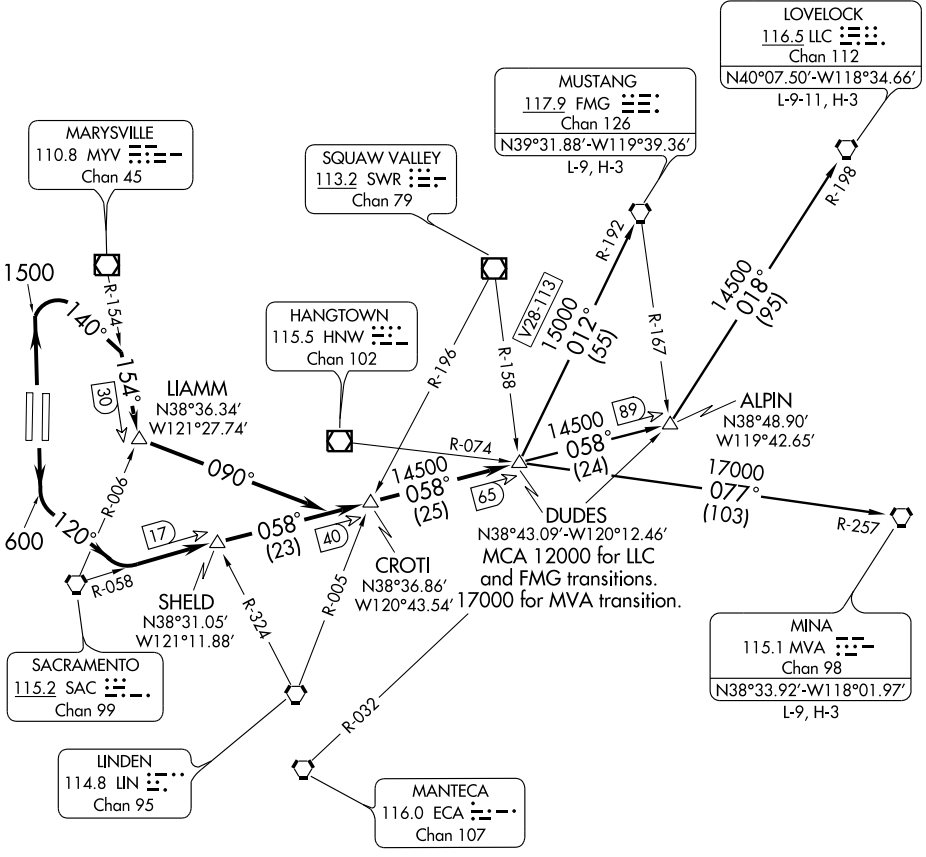 LOVELOCK
116.5 LLC
Chan 112
N40°07.50′-W118°34.66′
L-9-11, H-3
MUSTANG
117.9 FMG
Chan 126
N39°31.88′-W119°39.36′
L-9, H-3
MARYSVILLE
110.8 MYV
Chan 45
SQUAW VALLEY
113.2 SWR
Chan 79
HANGTOWN
115.5 HNW
Chan 102
1500
140°
R-154
154°
30
LIAMM
N38°36.34′
W121°27.74′
090°
R-006
600
120°
17
R-058
058°
(23)
40
SHELD
N38°31.05′
W121°11.88′
R-324
R-005
R-196
R-158
R-074
14500
058°
(25)
65
CROTI
N38°36.86′
W120°43.54′
V28-113
15000
012°
(55)
R-192
R-167
14500
058°
(24)
89
14500
018°
(95)
R-198
ALPIN
N38°48.90′
W119°42.65′
17000
077°
(103)
R-257
DUDES
N38°43.09′-W120°12.46′
MCA 12000 for LLC
and FMG transitions.
17000 for MVA transition.
R-032
SACRAMENTO
115.2 SAC
Chan 99
LINDEN
114.8 LIN
Chan 95
MANTECA
116.0 ECA
Chan 107
MINA
115.1 MVA
Chan 98
N38°33.92′-W118°01.97′
L-9, H-3